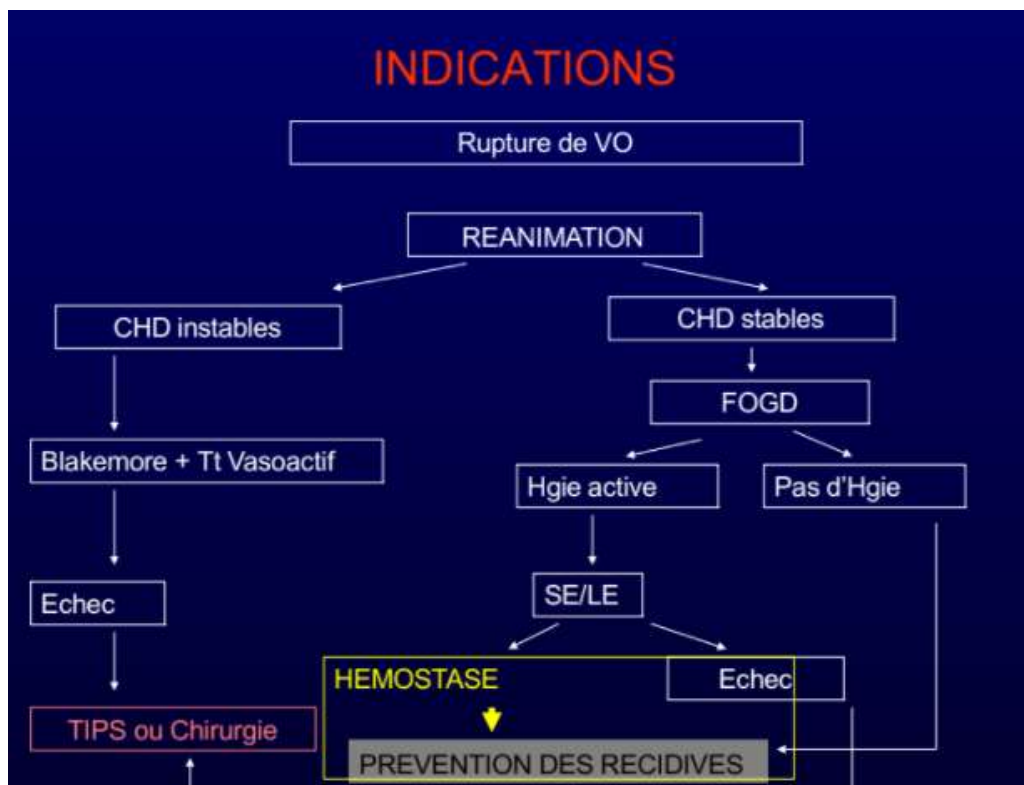 INDICATIONS
Rupture de VO
REANIMATION
CHD instables
CHD stables
FOGD
Blakemore + Tt Vasoactif
Hgie active
Pas d'Hgie
Echec
SE/LE
HEMOSTASE
Echec
TIPS ou Chirurgie
PREVENTION DES RECIDIVES